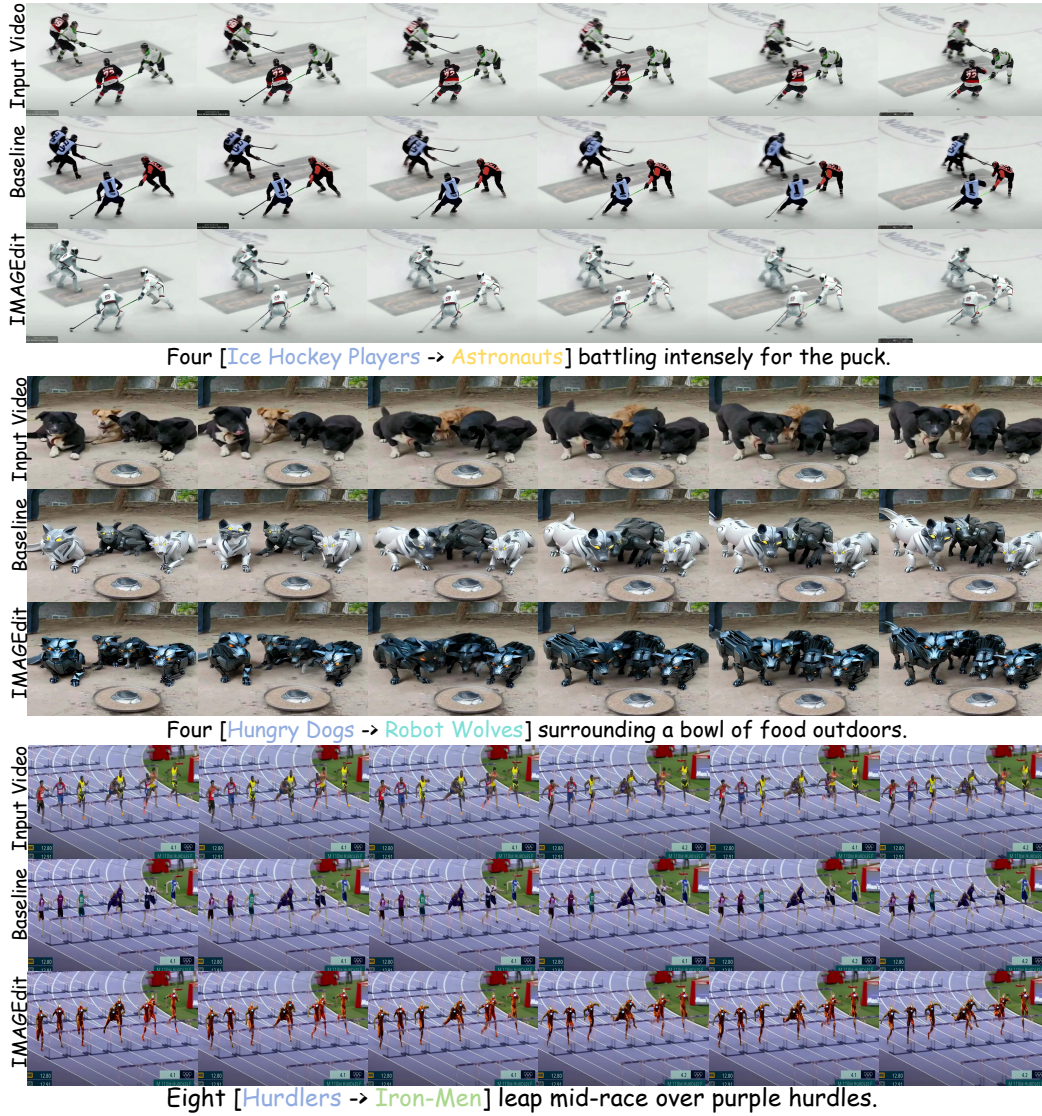 Input Video
Baseline
IMAGEdit
Four [Ice Hockey Players -> Astronauts] battling intensely for the puck.
Input Video
Baseline
IMAGEdit
Four [Hungry Dogs -> Robot Wolves] surrounding a bowl of food outdoors.
Input Video
Baseline
IMAGEdit
Eight [Hurdlers -> Iron-Men] leap mid-race over purple hurdles.